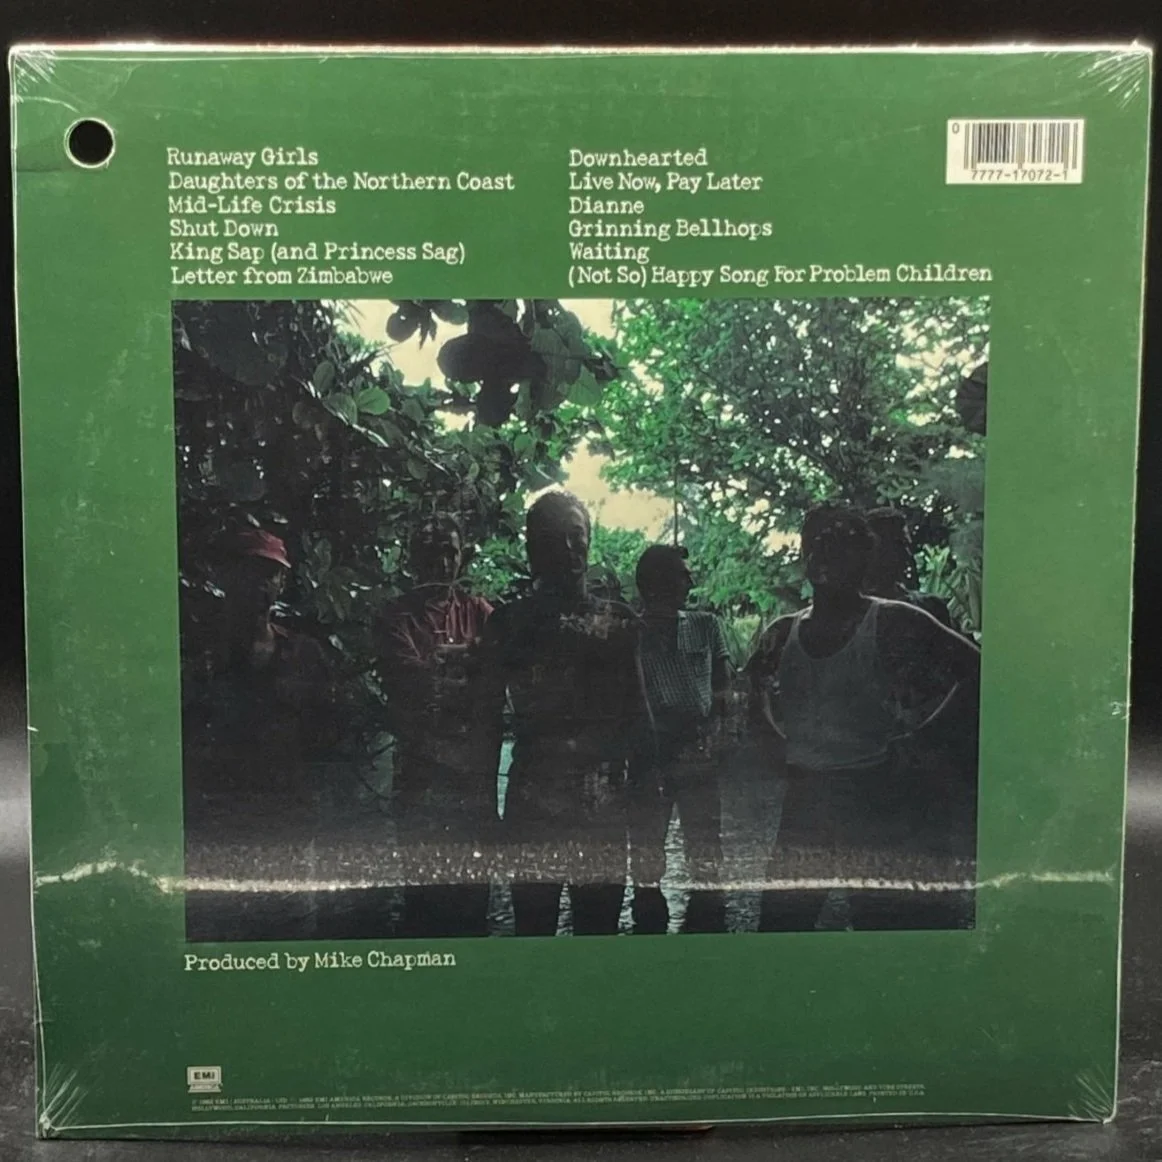 Runaway Girls
Daughters of the Northern Coast
Mid-Life Crisis
Shut Down
King Sap (and Princess Sag)
Letter from Zimbabwe
Downhearted
Live Now, Pay Later
Dianne
Grinning Bellhops
Waiting
(Not So) Happy Song For Problem Children
0
7777-17072-1
Produced by Mike Chapman
EMI
AMERICA